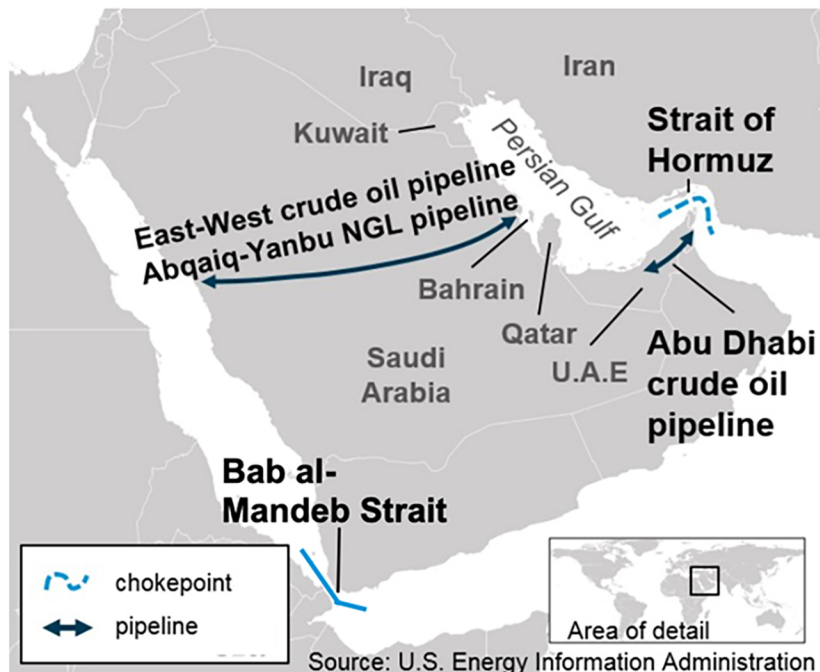 Iraq
Iran
Kuwait
Persian Gulf
Strait of
Hormuz
East-West crude oil pipeline
Abqaiq-Yanbu NGL pipeline
Bahrain
Qatar
U.A.E
Saudi
Arabia
Abu Dhabi
crude oil
pipeline
Bab al-
Mandeb Strait
chokepoint
pipeline
Area of detail
Source: U.S. Energy Information Administration